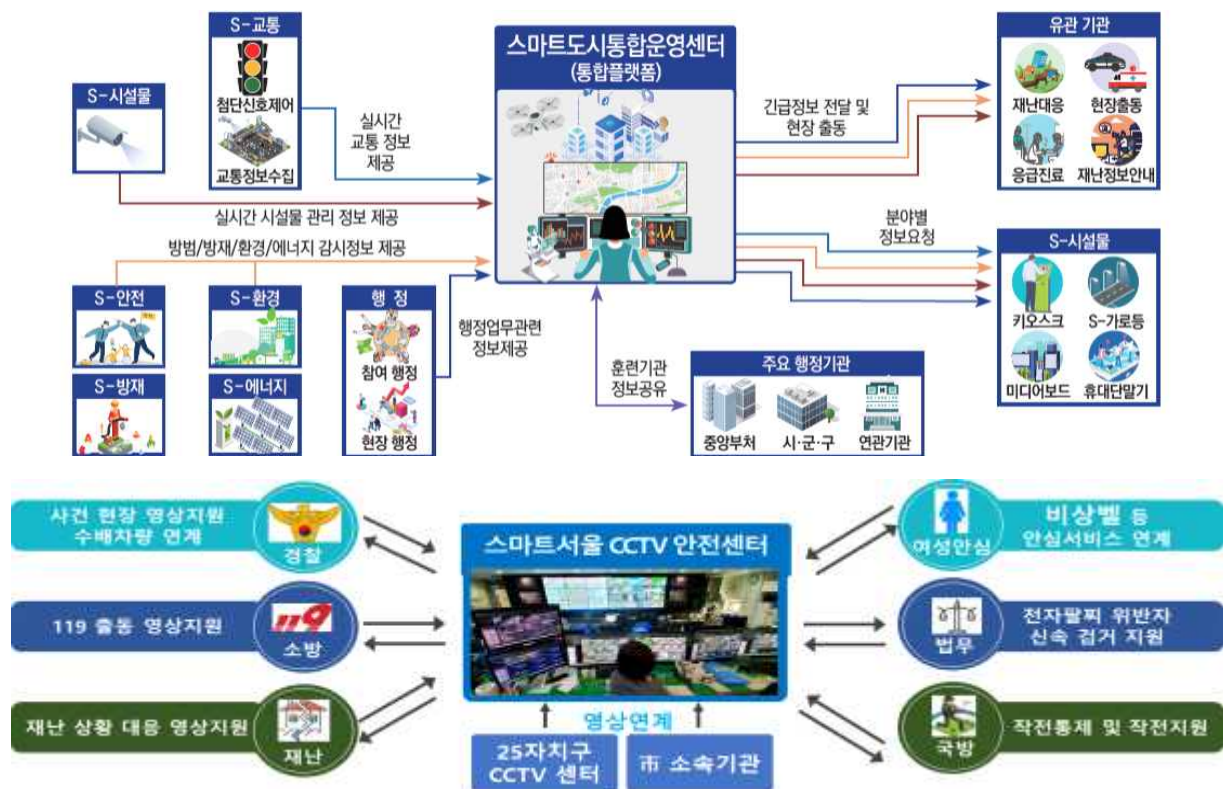 S-교통
첨단신호제어
교통정보수집
S-시설물
실시간
교통 정보
제공
실시간 시설물 관리 정보 제공
방범/방재/환경/에너지 감시정보 제공
S-안전
S-환경
S-방재
S-에너지
행 정
참여 행정
현장 행정
행정업무관련
정보제공
스마트도시통합운영센터
(통합플랫폼)
긴급정보 전달 및
현장 출동
유관 기관
재난대응
현장출동
응급진료
재난정보안내
분야별
정보요청
S-시설물
키오스크
S-가로등
미디어보드
휴대단말기
훈련기관
정보공유
주요 행정기관
중앙부처
시·군·구
연관기관
사건 현장 영상지원
수배차량 연계
경찰
119 출동 영상지원
119
소방
재난 상황 대응 영상지원
재난
스마트서울 CCTV 안전센터
영상연계
25자치구
CCTV 센터
市 소속기관
여성안심
비상벨 등
안심서비스 연계
법무
전자팔찌 위반자
신속 검거 지원
국방
작전통제 및 작전지원